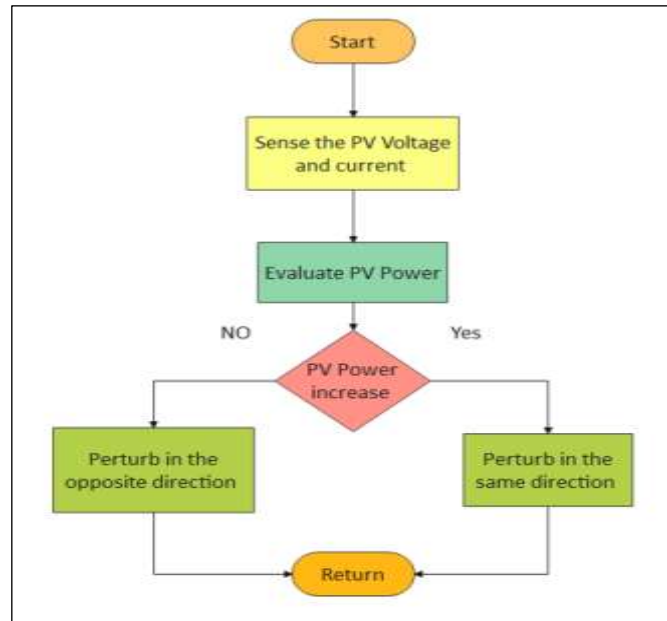 Start
Sense the PV Voltage
and current
Evaluate PV Power
NO
Yes
PV Power
increase
Perturb in the
opposite direction
Perturb in the
same direction
Return